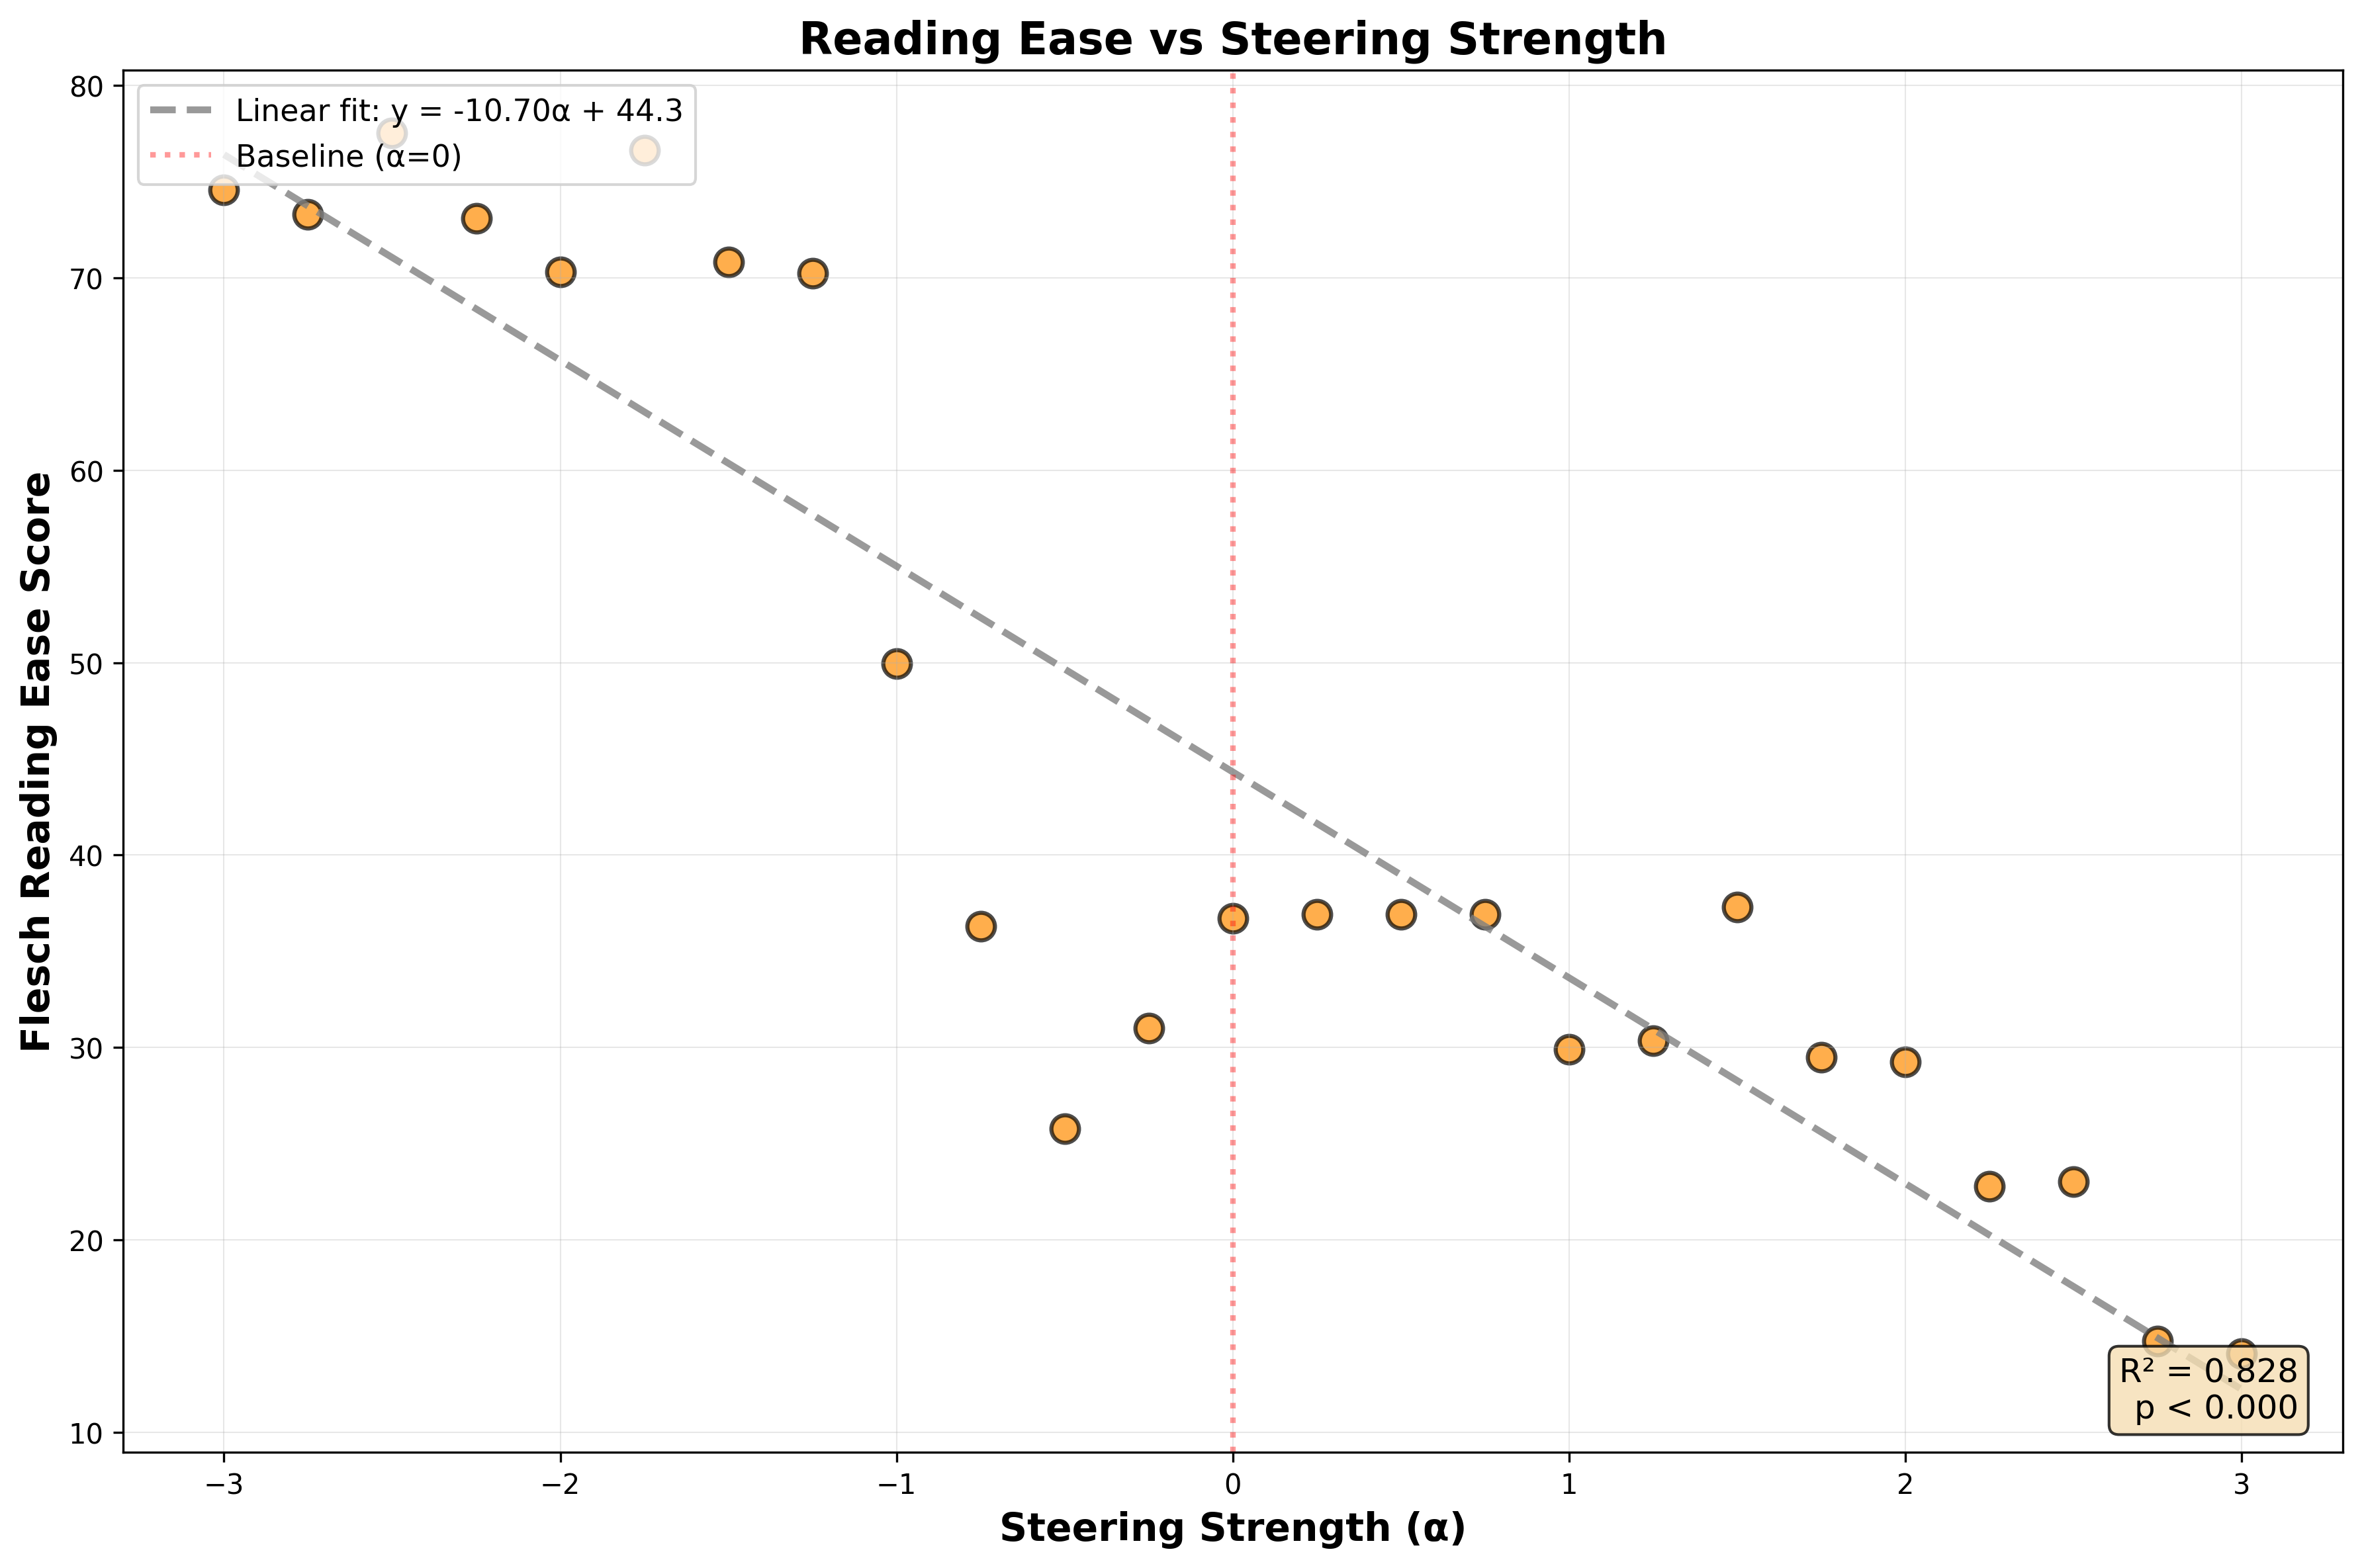 Reading Ease vs Steering Strength
Linear fit: y = -10.70α + 44.3
Baseline (α=0)
Flesch Reading Ease Score
80
70
60
50
40
30
20
10
R² = 0.828
p < 0.000
−3
−2
−1
0
1
2
3
Steering Strength (α)